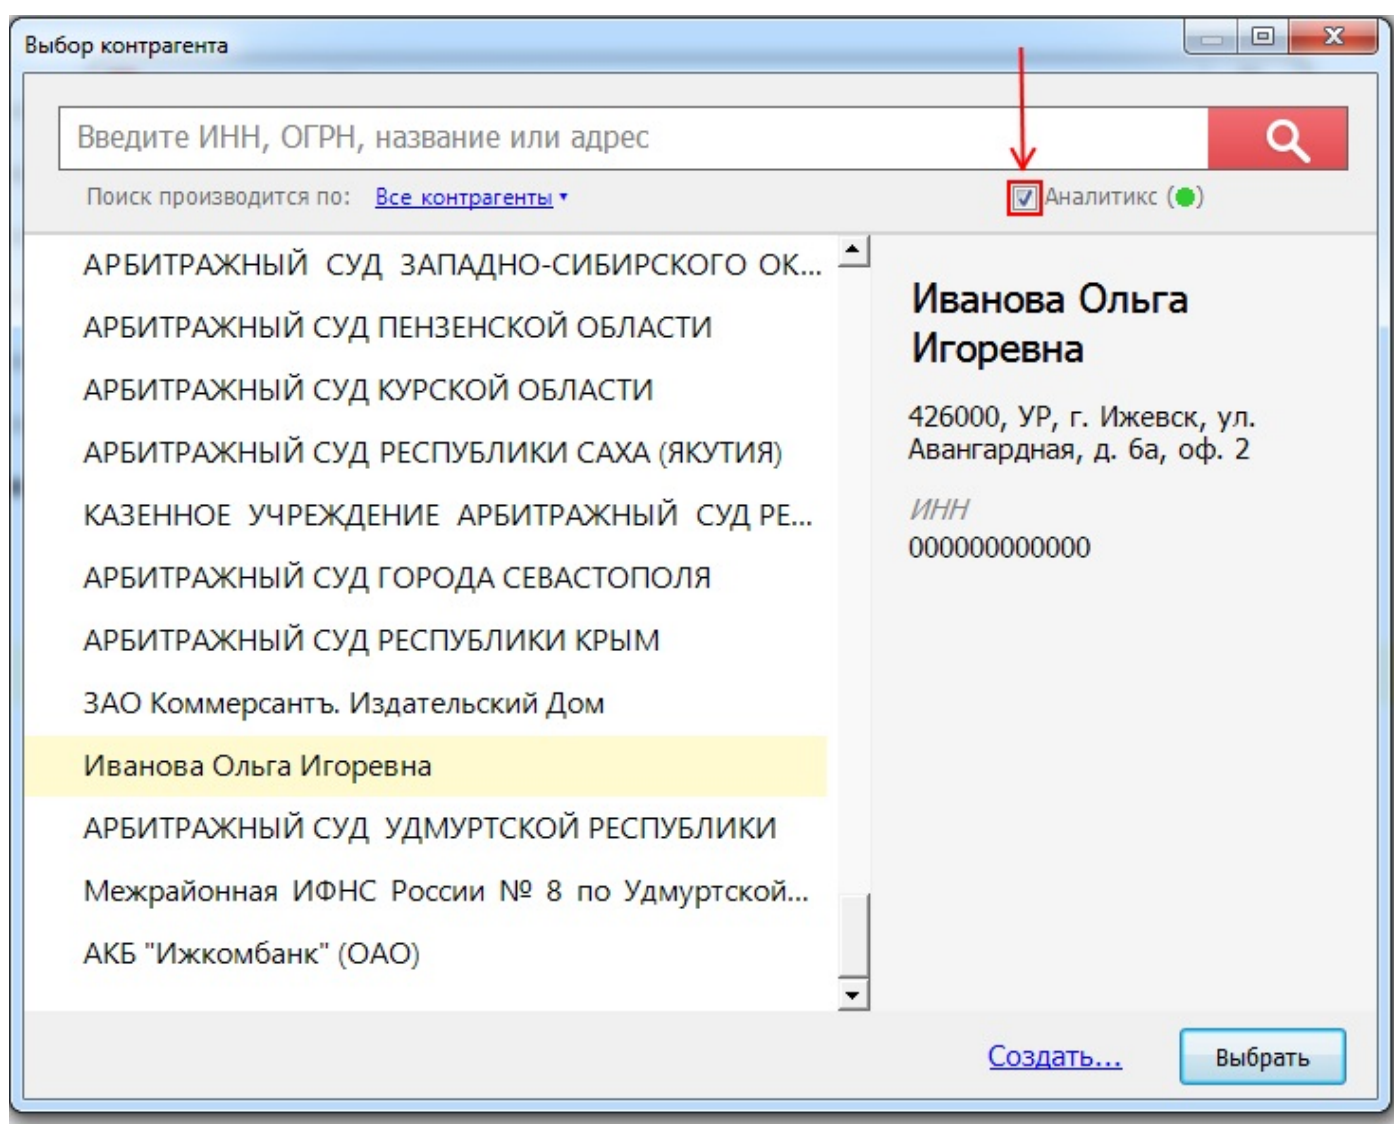 Выбор контрагента
Введите ИНН, ОГРН, название или адрес
Поиск производится по: Все контрагенты
Аналитикс ()
АРБИТРАЖНЫЙ СУД ЗАПАДНО-СИБИРСКОГО ОК...
АРБИТРАЖНЫЙ СУД ПЕНЗЕНСКОЙ ОБЛАСТИ
АРБИТРАЖНЫЙ СУД КУРСКОЙ ОБЛАСТИ
АРБИТРАЖНЫЙ СУД РЕСПУБЛИКИ САХА (ЯКУТИЯ)
КАЗЕННОЕ УЧРЕЖДЕНИЕ АРБИТРАЖНЫЙ СУД РЕ...
АРБИТРАЖНЫЙ СУД ГОРОДА СЕВАСТОПОЛЯ
АРБИТРАЖНЫЙ СУД РЕСПУБЛИКИ КРЫМ
ЗАО Коммерсантъ. Издательский Дом
Иванова Ольга Игоревна
АРБИТРАЖНЫЙ СУД УДМУРТСКОЙ РЕСПУБЛИКИ
Межрайонная ИФНС России № 8 по Удмуртской...
АКБ "Ижкомбанк" (ОАО)
Иванова Ольга
Игоревна
426000, УР, г. Ижевск, ул.
Авангардная, д. 6а, оф. 2
ИНН
000000000000
Создать...
Выбрать